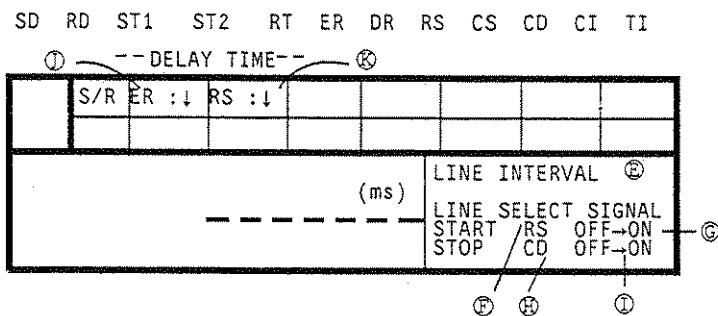 SD RD ST1 ST2 RT ER DR RS CS CD CI TI
--DELAY TIME--
Ⓙ Ⓚ
S/R ER :↓ RS :↓
LINE INTERVAL Ⓔ
(ms)
LINE SELECT SIGNAL
START RS OFF→ON Ⓖ
STOP CD OFF→ON
Ⓕ Ⓗ Ⓘ